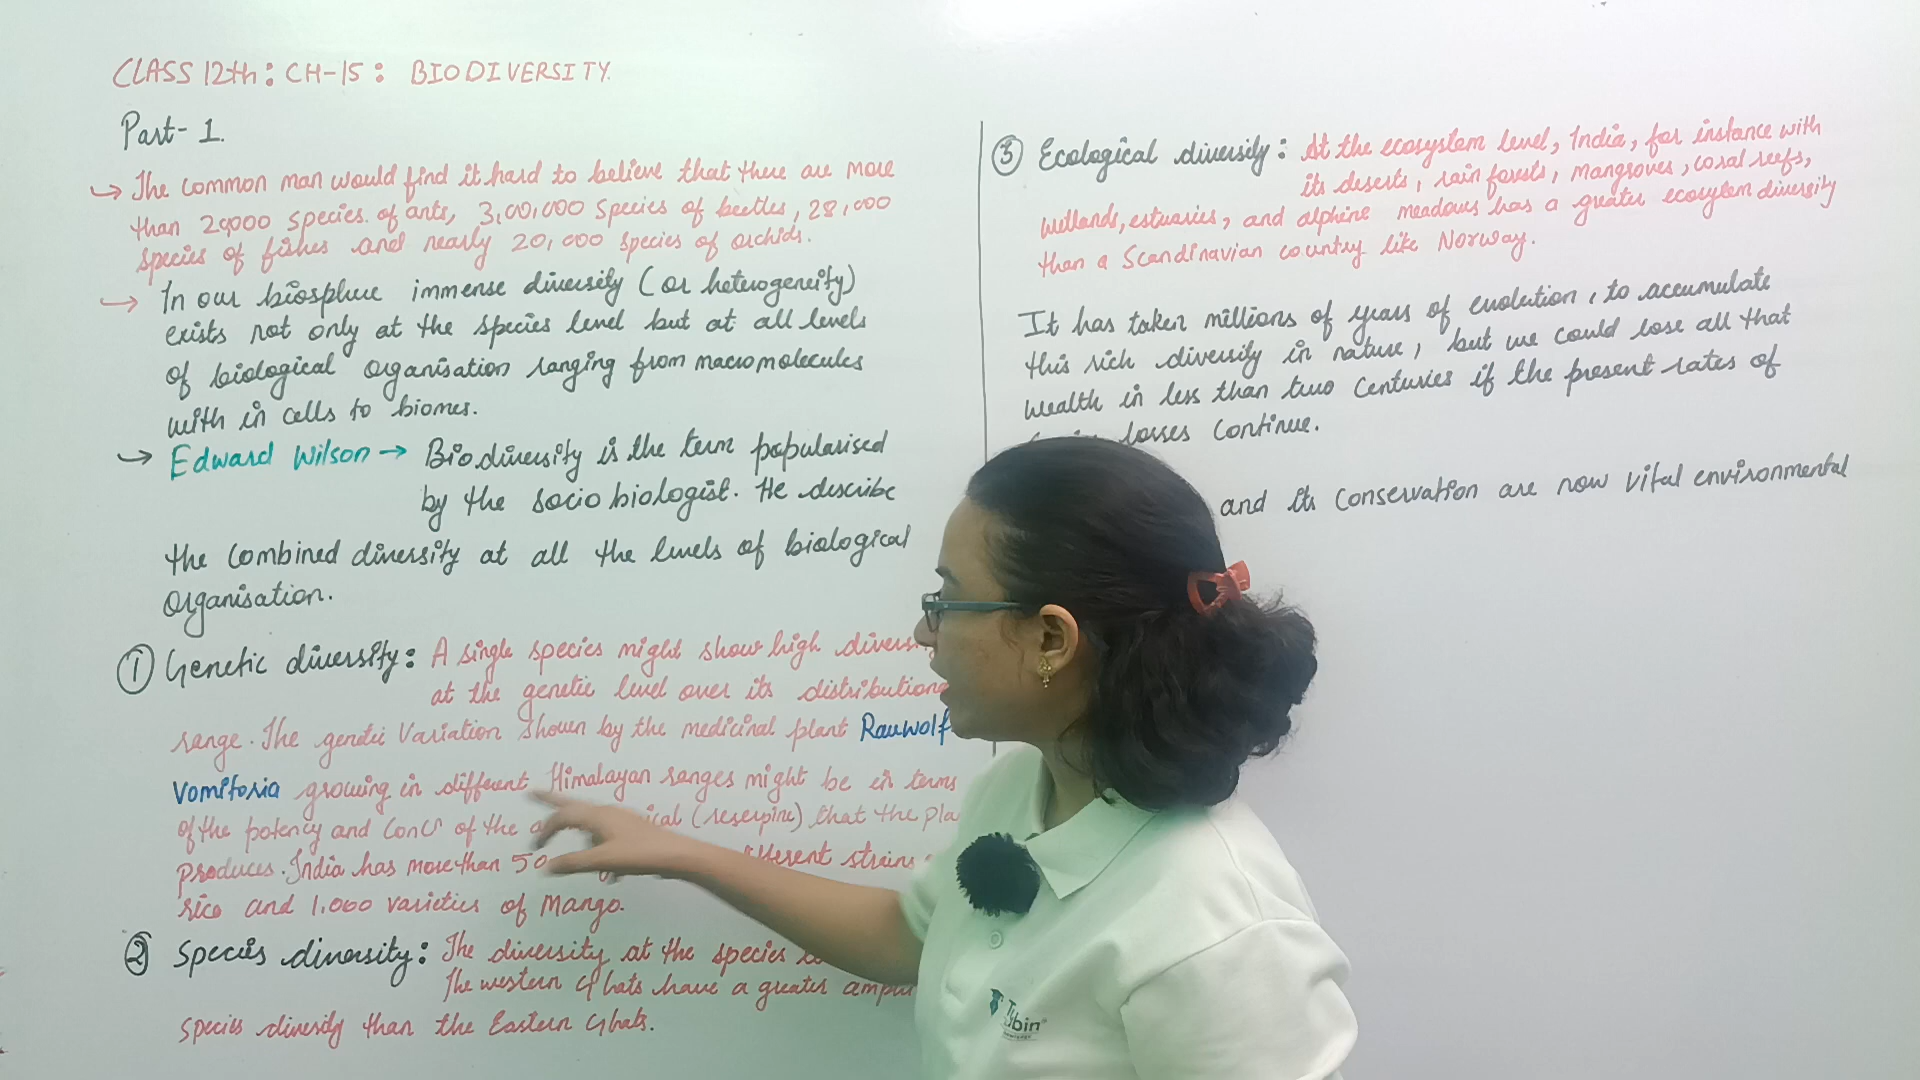 CLASS 12th: CH-15: BIODIVERSITY.
Part-1.
The common man would find it hard to believe that there are more
than 20,000 species. of ants, 3,00,000 species of beetles, 28,000
species of fishes and nearly 20,000 species of orchids.
In our biosphere immense diversity (or heterogeneity)
exists not only at the species level but at all levels
of biological organisation ranging from macromolecules
with in cells to biomes.
Edward Wilson → Biodiversity is the term popularised
by the socio biologist. He describe
the combined diversity at all the levels of biological
Organisation.
① Genetic diversity: A single species might show high
at the genetic level over its
range. The genetic Variation shown by the medicinal plant
Vomitoria growing in different Himalayan ranges might be in terms
of the potency and Concn of the (reserpine) that the
produces. India has more than different strains
rice and 1,000 varieties of Mango.
② Species diversity: The diversity at the species
The western Ghats have a greater
species diversity than the Eastern Ghats.
③ Ecological diversity: At the ecosystem level, India, for instance with
its deserts, rain forests, mangroves, coral reefs,
wetlands, estuaries, and alphine meadows has a greater ecosystem diversity
than a Scandinavian country like Norway.
It has taken millions of years of evolution, to accumulate
this rich diversity in nature, but we could lose all that
wealth in less than two Centuries if the present rates of
losses Continue.
and its Conservation are now vital environmental